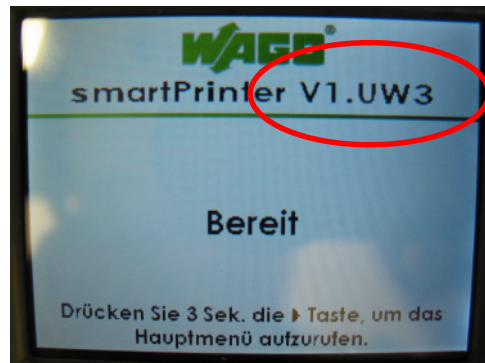 WAGO®
smartPrinter V1.UW3
Bereit
Drücken Sie 3 Sek. die ▶ Taste, um das
Hauptmenü aufzurufen.